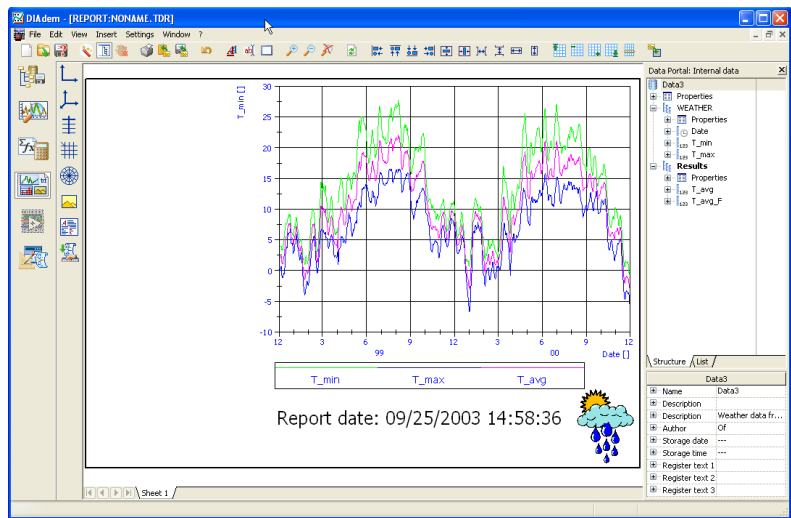 DIAdem - [REPORT:NONAME.TDR]
File Edit View Insert Settings Window ?
Data Portal: Internal data
Data3
Properties
WEATHER
Properties
Date
T_min
T_max
Results
Properties
T_avg
T_avg_F
T_min []
30
25
20
15
10
5
0
-5
-10
12 3 6 9 12 3 6 9 12
99 00 Date []
T_min T_max T_avg
Report date: 09/25/2003 14:58:36
Structure List
Data3
Name Data3
Description
Description Weather data fr...
Author Of
Storage date ---
Storage time ---
Register text 1
Register text 2
Register text 3
Sheet 1